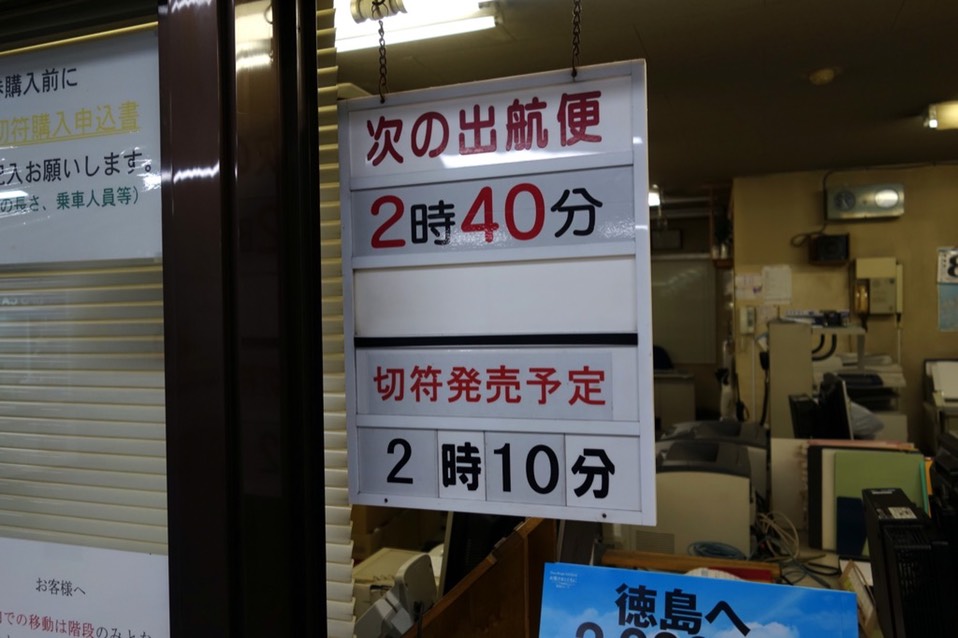 購入前に
切符購入申込書
記入お願いします。
の長さ、乗車人員等)
お客様へ
での移動は階段のみとな
次の出航便
2時40分
切符発売予定
2時10分
徳島へ